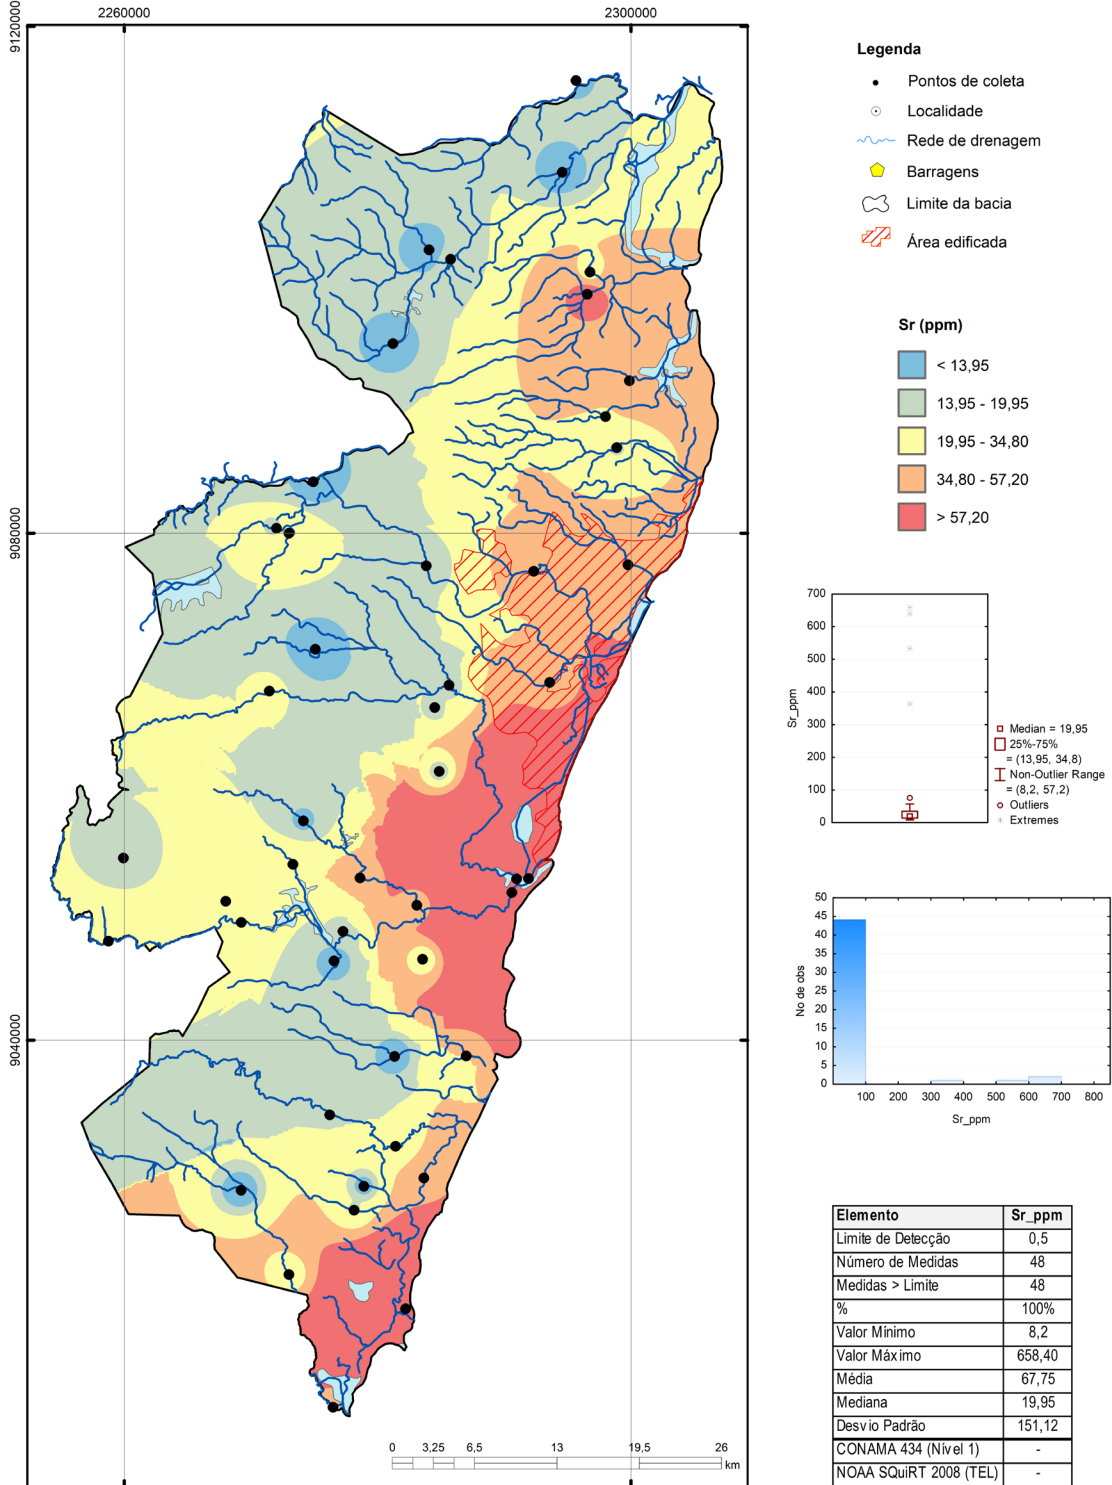 2260000
2300000
9120000
9080000
9040000
0 3,25 6,5 13 19,5 26
km
Legenda
Pontos de coleta
Localidade
Rede de drenagem
Barragens
Limite da bacia
Área edificada
Sr (ppm)
< 13,95
13,95 - 19,95
19,95 - 34,80
34,80 - 57,20
> 57,20
700
600
500
400
300
200
100
0
Sr_ppm
Median = 19,95
25%-75%
= (13,95, 34,8)
Non-Outlier Range
= (8,2, 57,2)
Outliers
Extremes
50
45
40
35
30
25
20
15
10
5
0
No de obs
100 200 300 400 500 600 700 800
Sr_ppm
Elemento Sr_ppm
Limite de Detecção 0,5
Número de Medidas 48
Medidas > Limite 48
% 100%
Valor Mínimo 8,2
Valor Máximo 658,40
Média 67,75
Mediana 19,95
Desvio Padrão 151,12
CONAMA 434 (Nível 1) -
NOAA SQuiRT 2008 (TEL) -